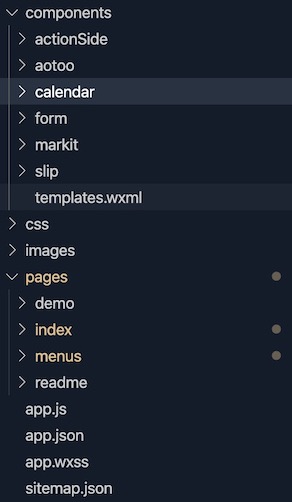 components
actionSide
aotoo
calendar
form
markit
slip
templates.wxml
css
images
pages
demo
index
menus
readme
app.js
app.json
app.wxss
sitemap.json